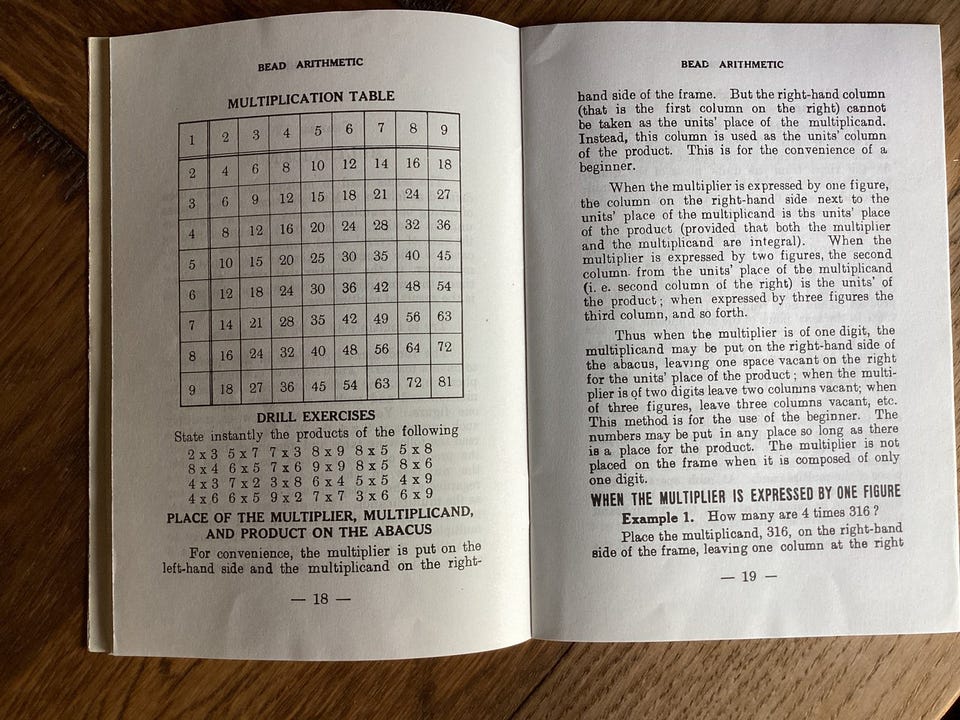 BEAD ARITHMETIC
MULTIPLICATION TABLE
1 2 3 4 5 6 7 8 9
2 4 6 8 10 12 14 16 18
3 6 9 12 15 18 21 24 27
4 8 12 16 20 24 28 32 36
5 10 15 20 25 30 35 40 45
6 12 18 24 30 36 42 48 54
7 14 21 28 35 42 49 56 63
8 16 24 32 40 48 56 64 72
9 18 27 36 45 54 63 72 81
DRILL EXERCISES
State instantly the products of the following
2 x 3 5 x 7 7 x 3 8 x 9 8 x 5 5 x 8
8 x 4 6 x 5 7 x 6 9 x 9 8 x 5 8 x 6
4 x 3 7 x 2 3 x 8 6 x 4 5 x 5 4 x 9
4 x 6 6 x 5 9 x 2 7 x 7 3 x 6 6 x 9
PLACE OF THE MULTIPLIER, MULTIPLICAND,
AND PRODUCT ON THE ABACUS
For convenience, the multiplier is put on the
left-hand side and the multiplicand on the right-
— 18 —
BEAD ARITHMETIC
hand side of the frame. But the right-hand column
(that is the first column on the right) cannot
be taken as the units' place of the multiplicand.
Instead, this column is used as the units' column
of the product. This is for the convenience of a
beginner.
When the multiplier is expressed by one figure,
the column on the right-hand side next to the
units' place of the multiplicand is ths units' place
of the product (provided that both the multiplier
and the multiplicand are integral). When the
multiplier is expressed by two figures, the second
column. from the units' place of the multiplicand
(i. e. second column of the right) is the units' of
the product ; when expressed by three figures the
third column, and so forth.
Thus when the multiplier is of one digit, the
multiplicand may be put on the right-hand side of
the abacus, leaving one space vacant on the right
for the units' place of the product ; when the multi-
plier is of two digits leave two columns vacant; when
of three figures, leave three columns vacant, etc.
This method is for the use of the beginner. The
numbers may be put in any place so long as there
is a place for the product. The multiplier is not
placed on the frame when it is composed of only
one digit.
WHEN THE MULTIPLIER IS EXPRESSED BY ONE FIGURE
Example 1. How many are 4 times 316 ?
Place the multiplicand, 316, on the right-hand
side of the frame, leaving one column at the right
— 19 —